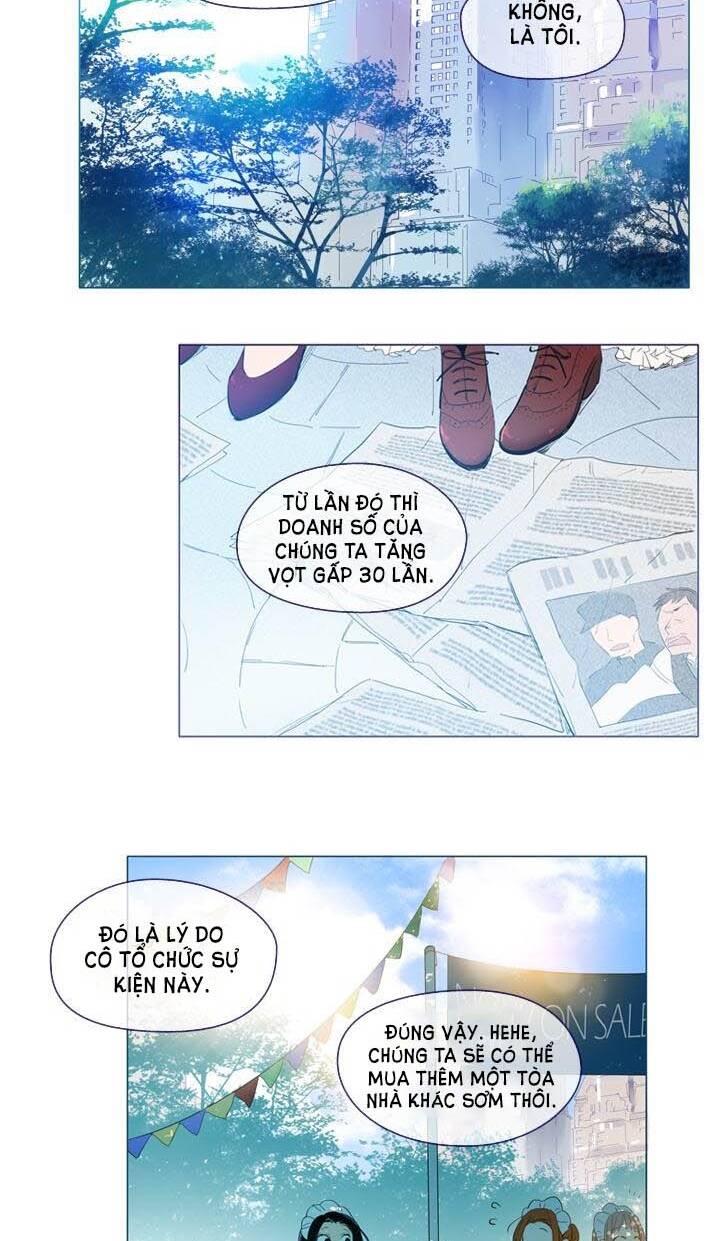 KHÔNG,
LÀ TÔI.
TỪ LẦN ĐÓ THÌ
DOANH SỐ CỦA
CHÚNG TA TĂNG
VỌT GẤP 30 LẦN.
ĐÓ LÀ LÝ DO
CÔ TỔ CHỨC SỰ
KIỆN NÀY.
ON SALE
ĐÚNG VẬY. HEHE,
CHÚNG TA SẼ CÓ THỂ
MUA THÊM MỘT TÒA
NHÀ KHÁC SỚM THÔI.